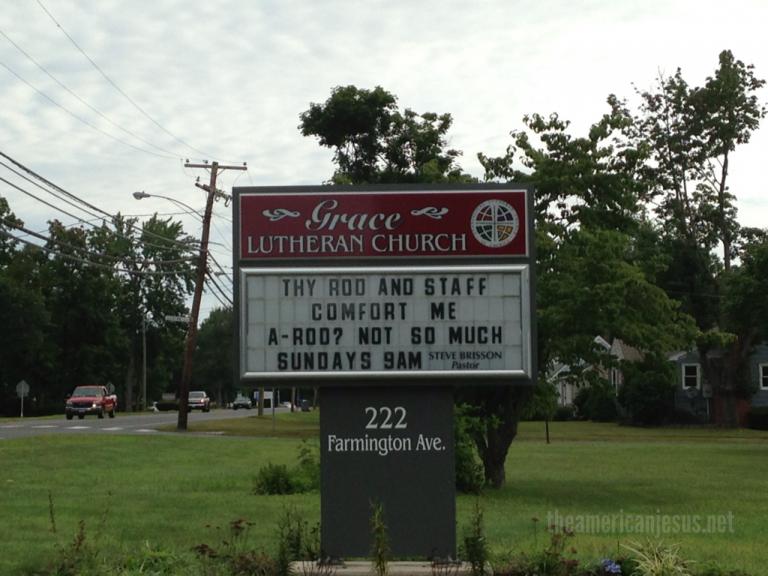 Grace
LUTHERAN CHURCH
THY ROD AND STAFF
COMFORT ME
A-ROD? NOT SO MUCH
SUNDAYS 9AM STEVE BRISSON
Pastor
222
Farmington Ave.
theamericanjesus.net